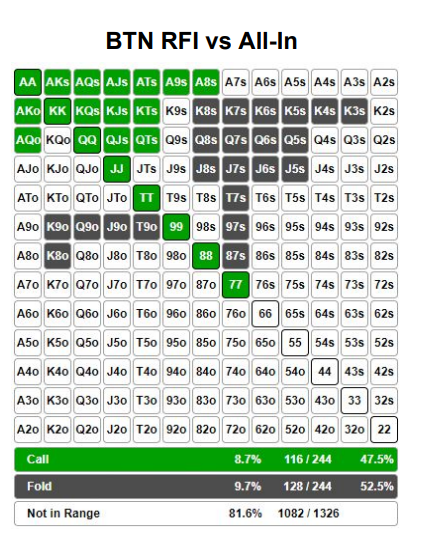 BTN RFI vs All-In
AA AKs AQs AJs ATs A9s A8s A7s A6s A5s A4s A3s A2s
AKo KK KQs KJs KTs K9s K8s K7s K6s K5s K4s K3s K2s
AQo KQo QQ QJs QTs Q9s Q8s Q7s Q6s Q5s Q4s Q3s Q2s
AJo KJo QJo JJ JTs J9s J8s J7s J6s J5s J4s J3s J2s
ATo KTo QTo JTo TT T9s T8s T7s T6s T5s T4s T3s T2s
A9o K9o Q9o J9o T9o 99 98s 97s 96s 95s 94s 93s 92s
A8o K8o Q8o J8o T8o 98o 88 87s 86s 85s 84s 83s 82s
A7o K7o Q7o J7o T7o 97o 87o 77 76s 75s 74s 73s 72s
A6o K6o Q6o J6o T6o 96o 86o 76o 66 65s 64s 63s 62s
A5o K5o Q5o J5o T5o 95o 85o 75o 65o 55 54s 53s 52s
A4o K4o Q4o J4o T4o 94o 84o 74o 64o 54o 44 43s 42s
A3o K3o Q3o J3o T3o 93o 83o 73o 63o 53o 43o 33 32s
A2o K2o Q2o J2o T2o 92o 82o 72o 62o 52o 42o 32o 22
Call 8.7% 116 / 244 47.5%
Fold 9.7% 128 / 244 52.5%
Not in Range 81.6% 1082 / 1326